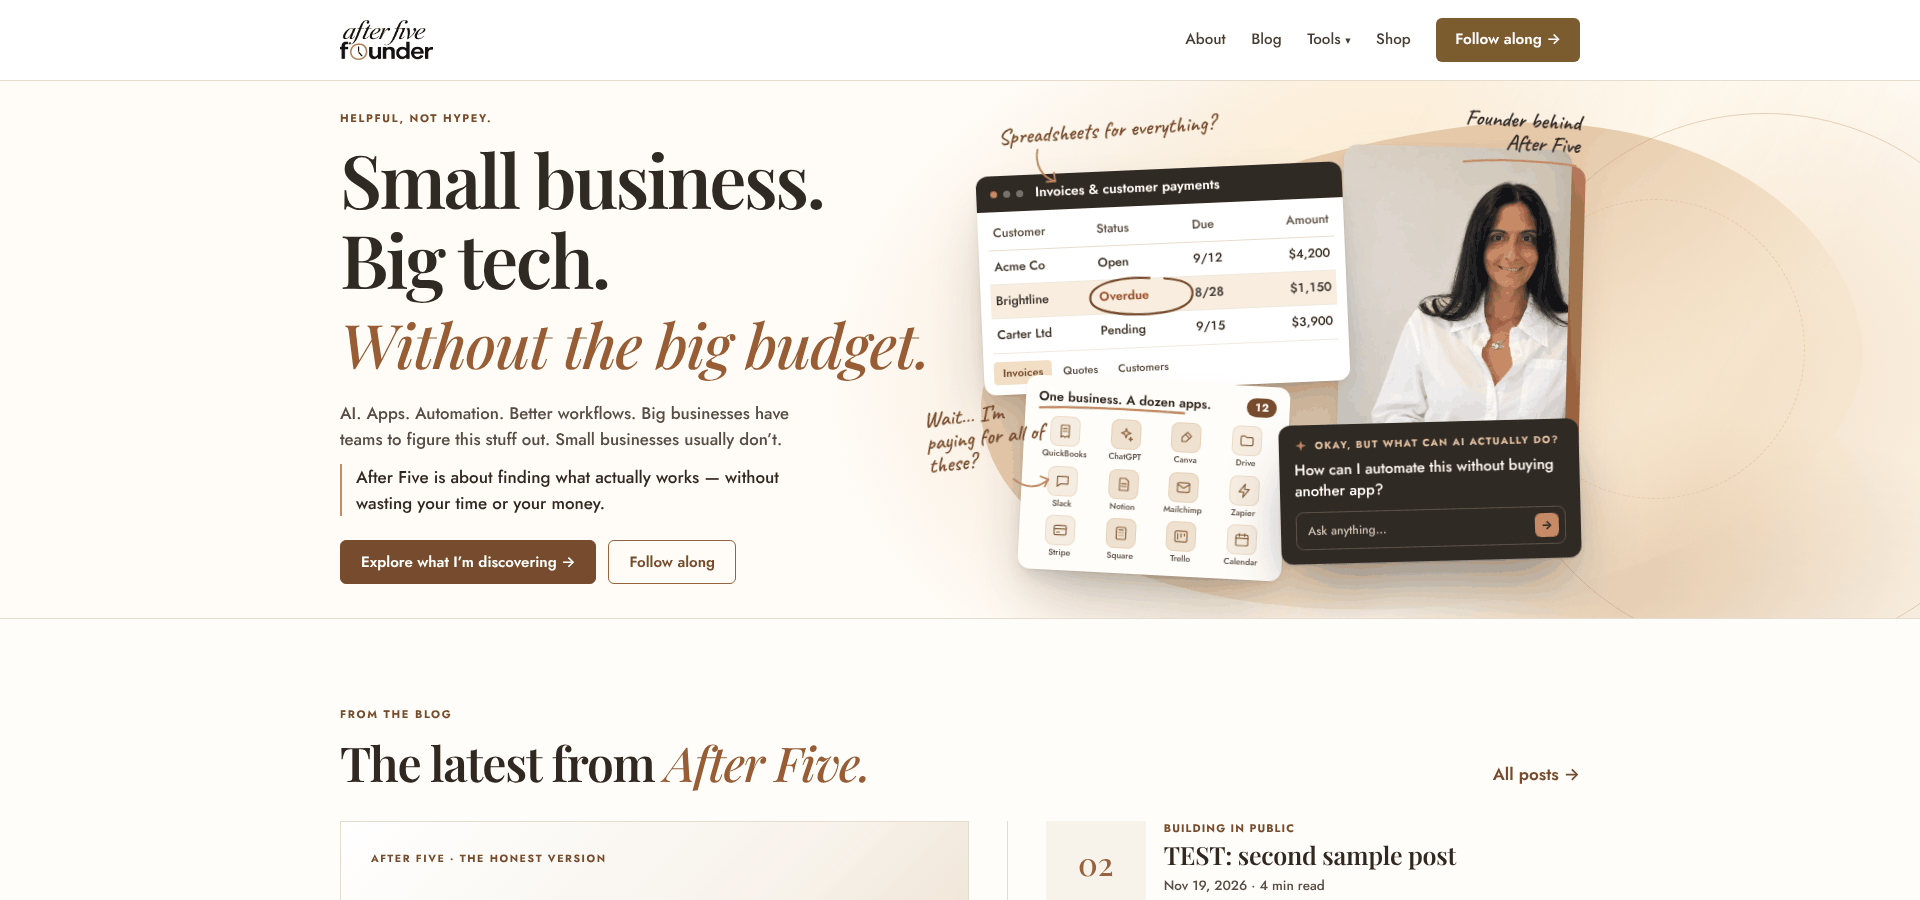 after five
founder
About
Blog
Tools ▾
Shop
Follow along →
HELPFUL, NOT HYPEY.
Small business.
Big tech.
Without the big budget.
AI. Apps. Automation. Better workflows. Big businesses have
teams to figure this stuff out. Small businesses usually don’t.
After Five is about finding what actually works — without
wasting your time or your money.
Explore what I’m discovering →
Follow along
Spreadsheets for everything?
Founder behind
After Five
Invoices & customer payments
Customer Status Due Amount
Acme Co Open 9/12 $4,200
Brightline Overdue 8/28 $1,150
Carter Ltd Pending 9/15 $3,900
Invoices Quotes Customers
Wait... I’m
paying for all of
these?
One business. A dozen apps.
12
QuickBooks ChatGPT Canva Drive
Slack Notion Mailchimp Zapier
Stripe Square Trello Calendar
OKAY, BUT WHAT CAN AI ACTUALLY DO?
How can I automate this without buying
another app?
Ask anything...
→
FROM THE BLOG
The latest from After Five.
All posts →
AFTER FIVE · THE HONEST VERSION
02
BUILDING IN PUBLIC
TEST: second sample post
Nov 19, 2026 · 4 min read